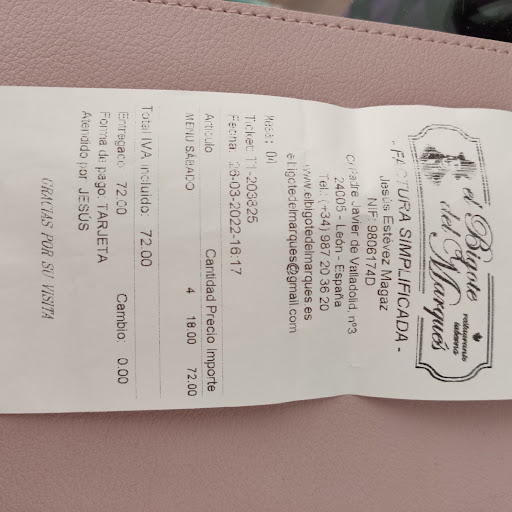 el Bigote
del Marqués
restaurante
taberna
- FACTURA SIMPLIFICADA -
Jesús Estévez Magaz
NIF: 9806174D
C/Padre Javier de Valladolid, nº3
24005 - León - España
Tel.: (+34) 987 20 36 20
www.elbigotedelmarques.es
elbigotedelmarques@gmail.com
Mesa: 04
Ticket: T1-203825
Fecha: 26-03-2022-16:17
Artículo Cantidad Precio Importe
MENU SÁBADO 4 18.00 72.00
Total IVA incluido: 72.00
Entregado: 72.00 Cambio: 0.00
Forma de pago: TARJETA
Atendido por JESÚS
GRACIAS POR SU VISITA